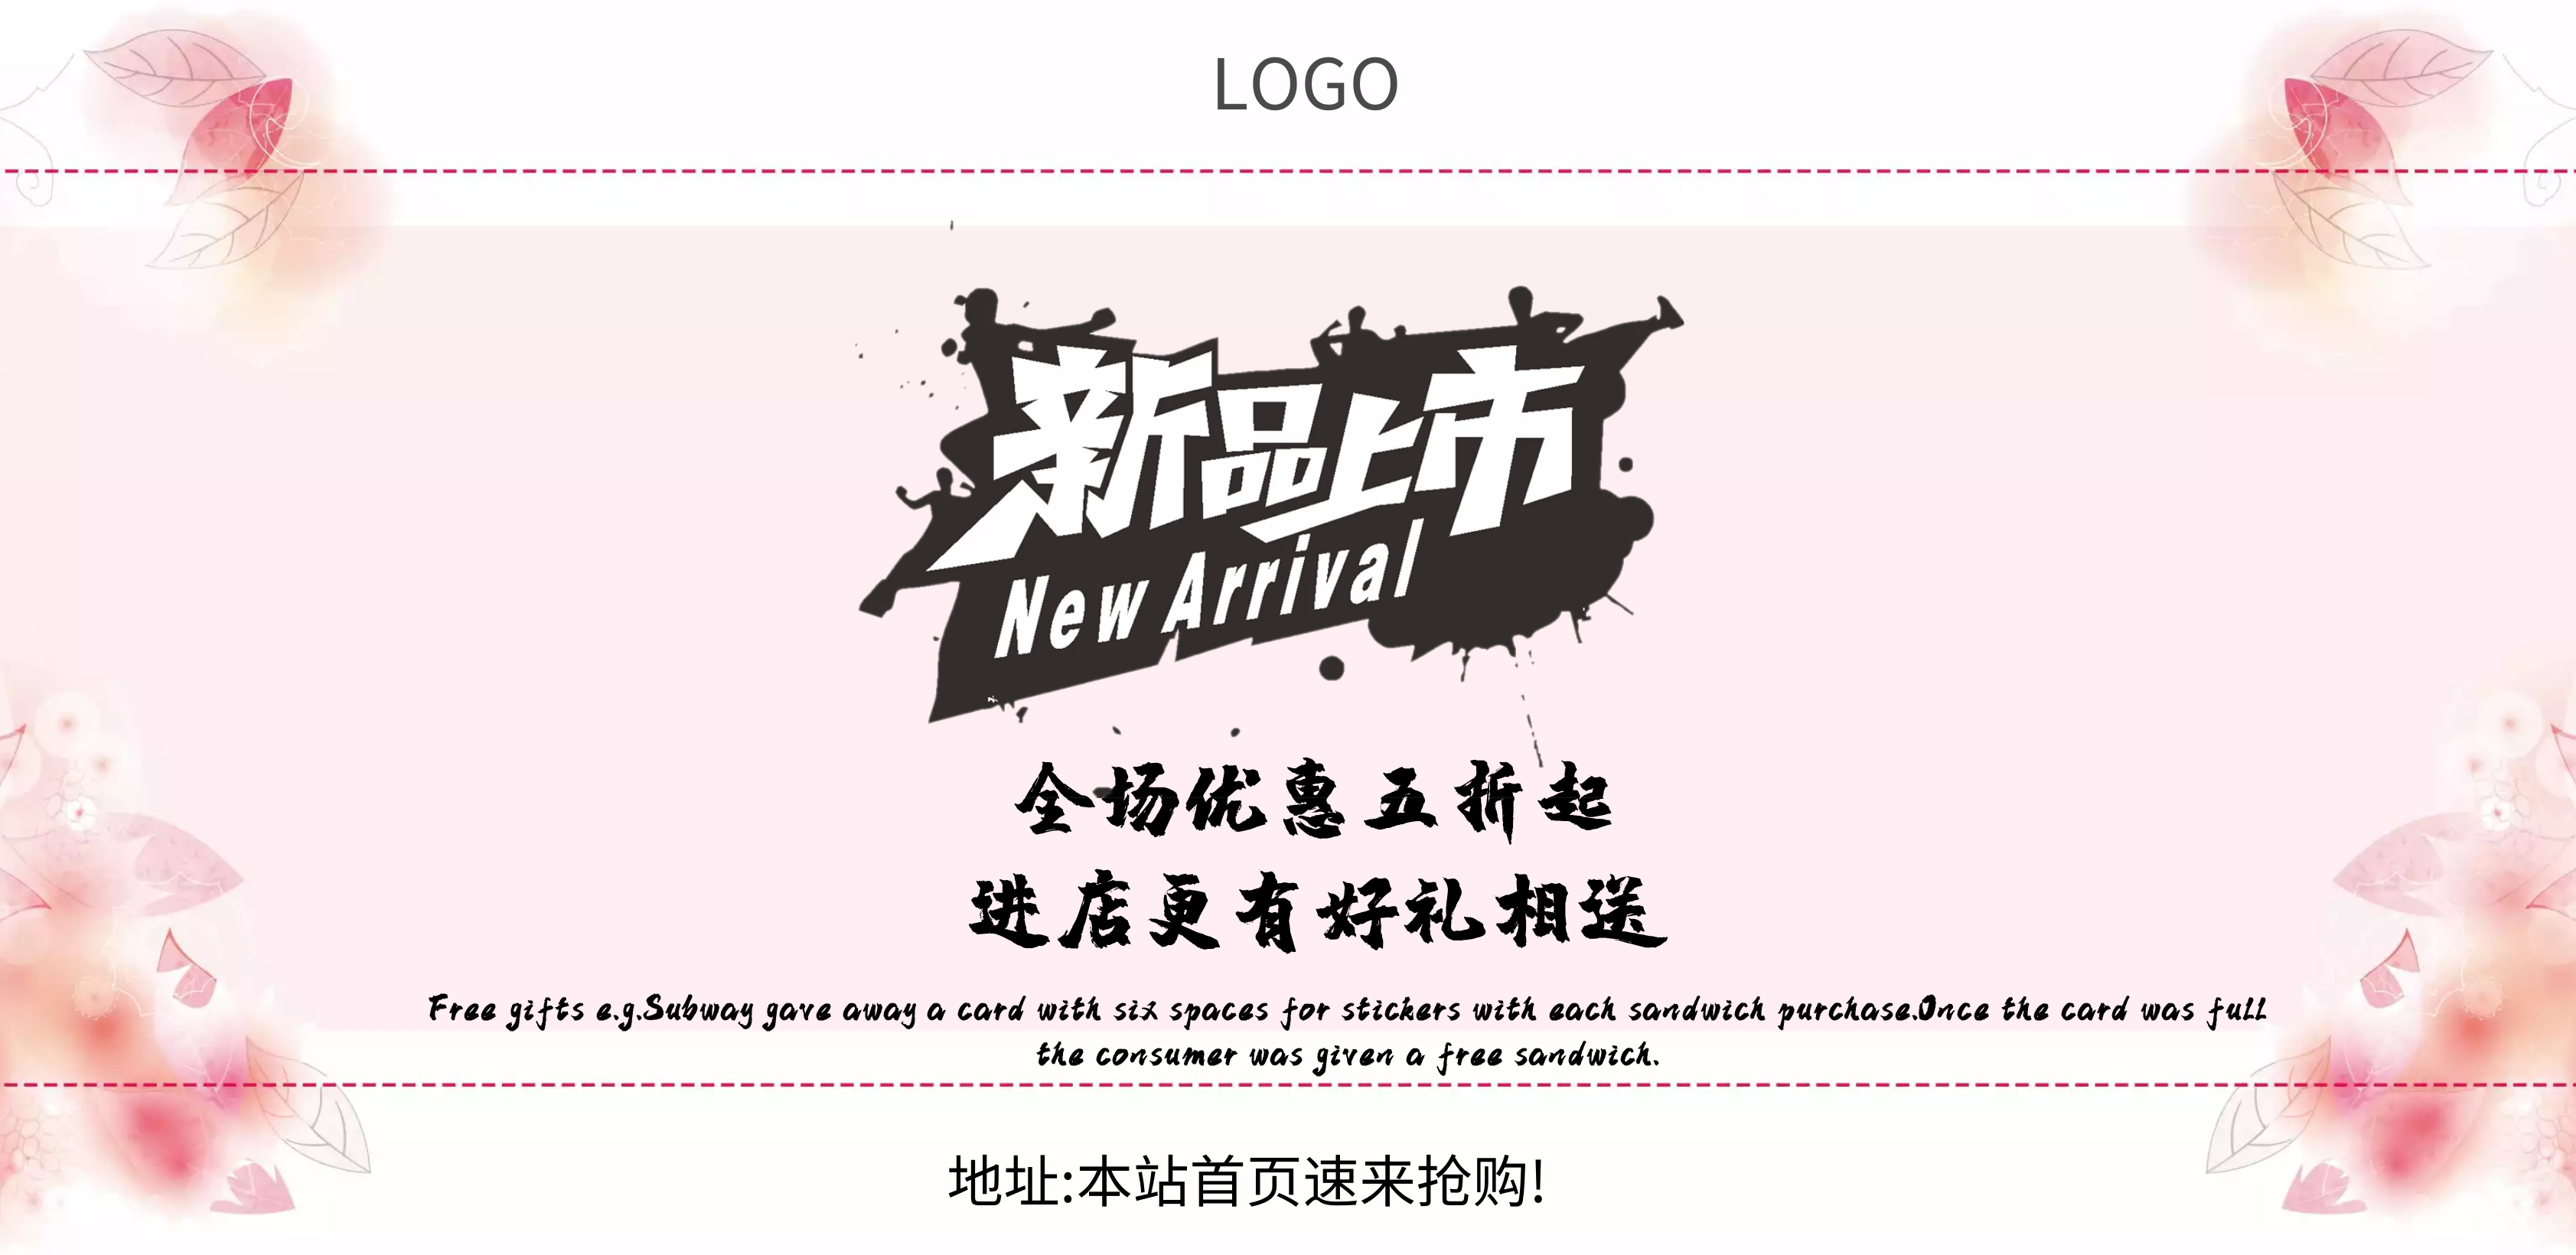 LOGO
新品上市
New Arrival
全场优惠五折起
进店更有好礼相送
Free gifts e.g.Subway gave away a card with six spaces for stickers with each sandwich purchase.Once the card was full
the consumer was given a free sandwich.
地址:本站首页速来抢购!